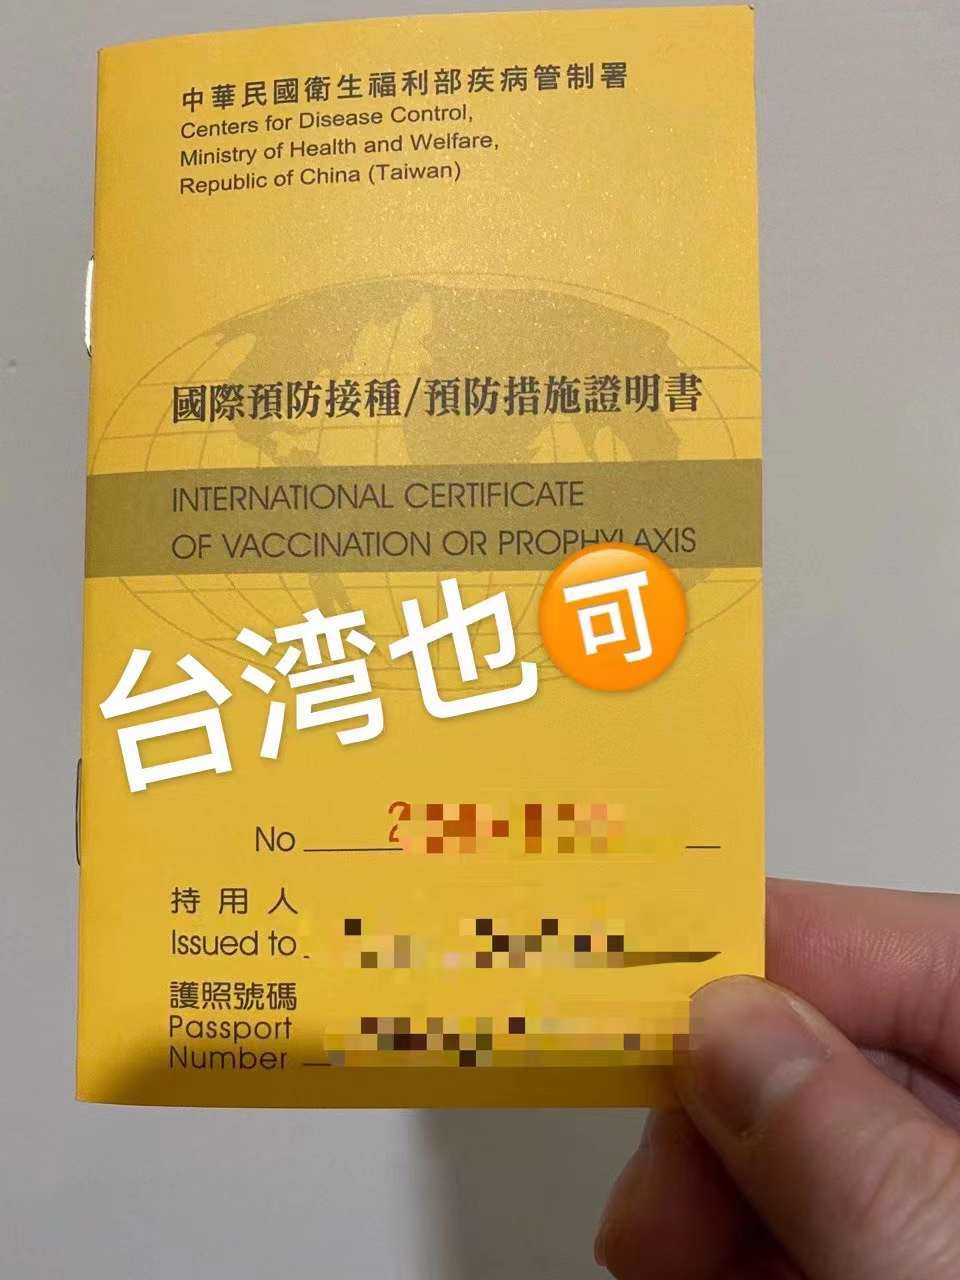 中華民國衛生福利部疾病管制署
Centers for Disease Control,
Ministry of Health and Welfare,
Republic of China (Taiwan)
國際預防接種/預防措施證明書
INTERNATIONAL CERTIFICATE
OF VACCINATION OR PROPHYLAXIS
台湾也可
No
持用人
Issued to
護照號碼
Passport
Number